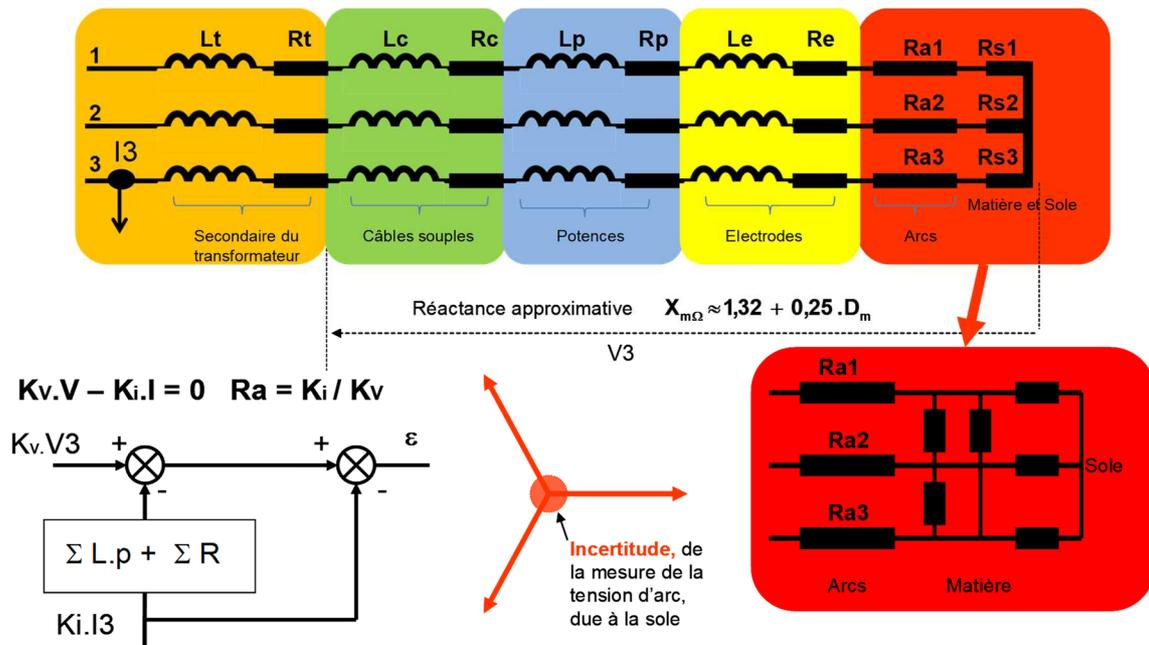 Lt Rt Lc Rc Lp Rp Le Re Ra1 Rs1
1
2 Ra2 Rs2
3 I3 Ra3 Rs3
Secondaire du
transformateur
Câbles souples
Potences
Electrodes
Arcs
Matière et Sole
Réactance approximative XmΩ ≈ 1,32 + 0,25 .Dm
V3
Kv.V – Ki.I = 0 Ra = Ki / Kv
Kv.V3 + - + - ε
Σ L.p + Σ R
Ki.I3
Incertitude, de
la mesure de la
tension d'arc,
due à la sole
Ra1
Ra2
Sole
Ra3
Arcs Matière